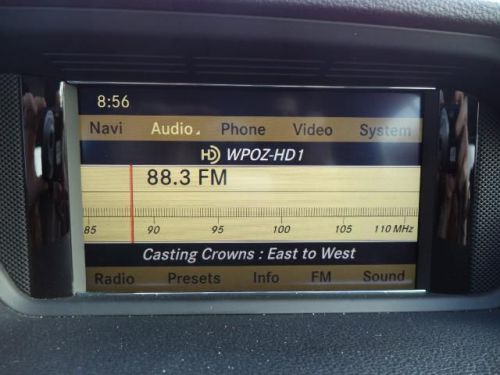 8:56
Navi Audio Phone Video System
HD WPOZ-HD1
88.3 FM
85 90 95 100 105 110 MHz
Casting Crowns : East to West
Radio Presets Info FM Sound